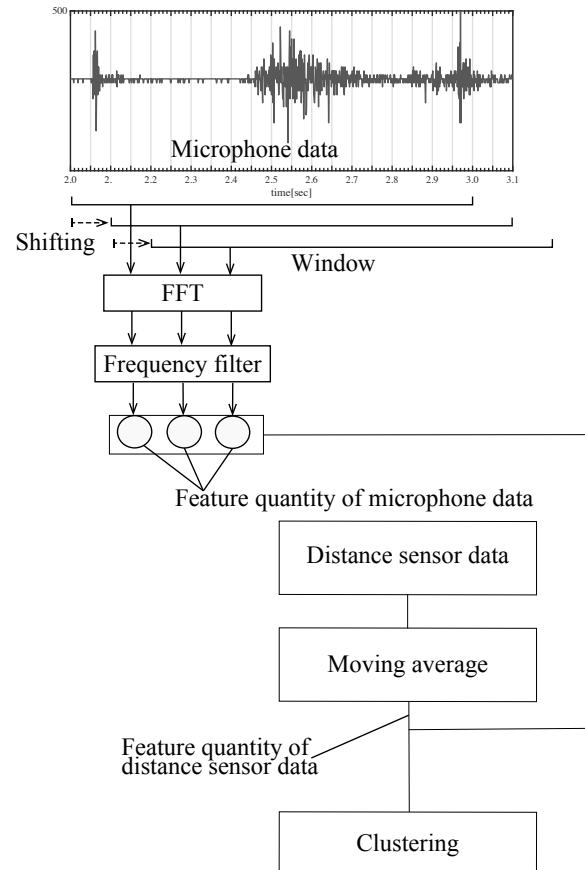 500
Microphone data
2.0 2.1 2.2 2.3 2.4 2.5 2.6 2.7 2.8 2.9 3.0 3.1
time[sec]
Shifting
Window
FFT
Frequency filter
Feature quantity of microphone data
Distance sensor data
Moving average
Feature quantity of
distance sensor data
Clustering